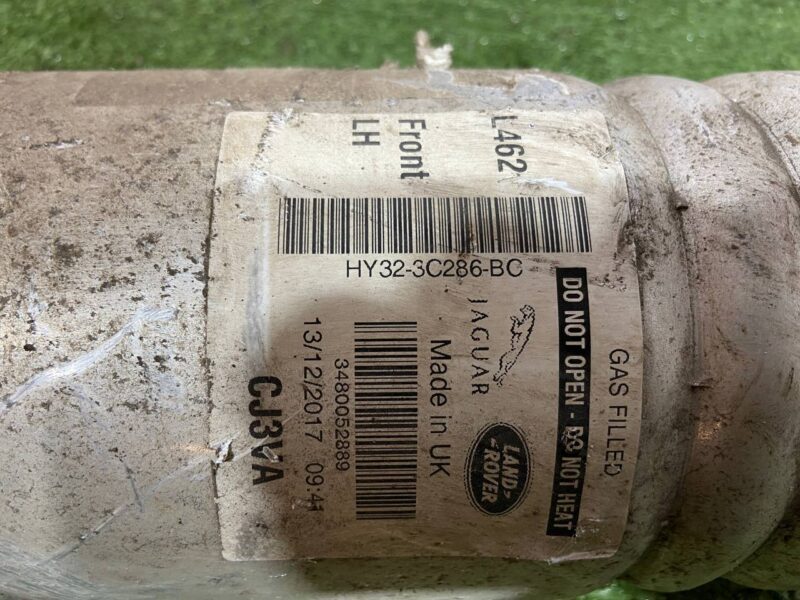 L462
Front
LH
HY32-3C286-BC
GAS FILLED
DO NOT OPEN - DO NOT HEAT
JAGUAR
LAND-
-ROVER
Made in UK
3480052889
13/12/2017 09:41
CJ3VA